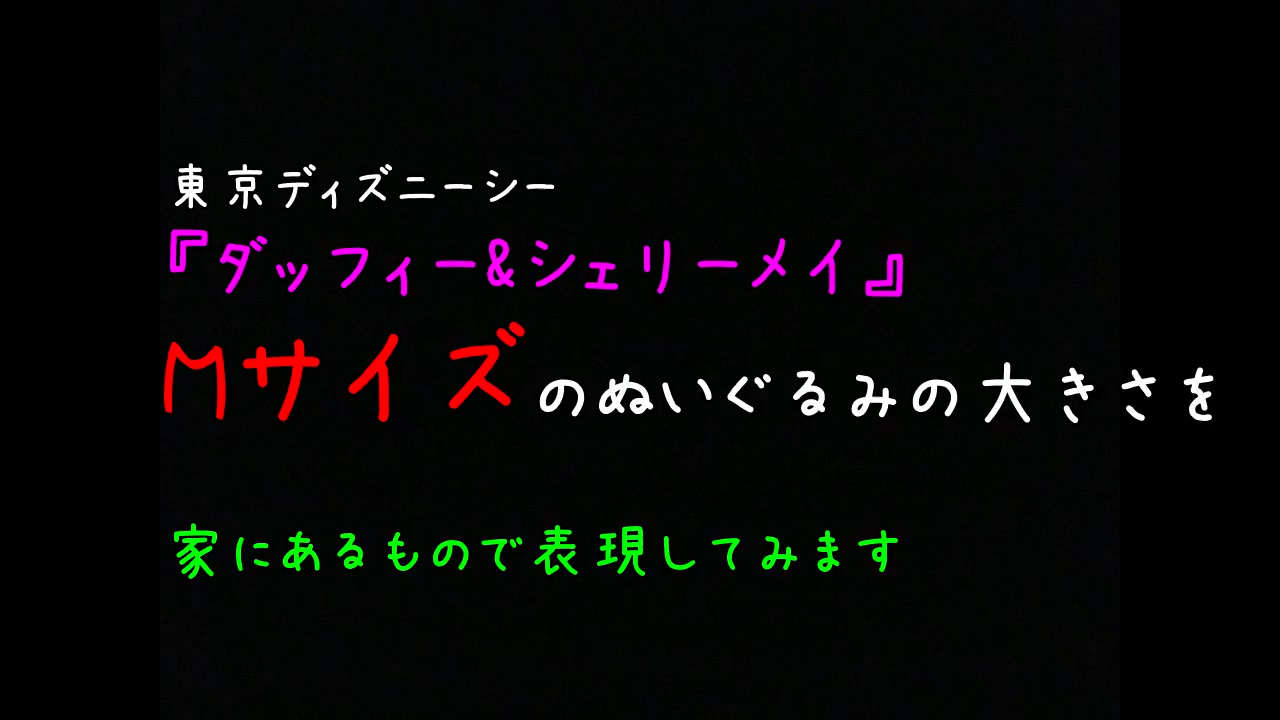 東京ディズニーシー
『ダッフィー&シェリーメイ』
Mサイズのぬいぐるみの大きさを
家にあるもので表現してみます